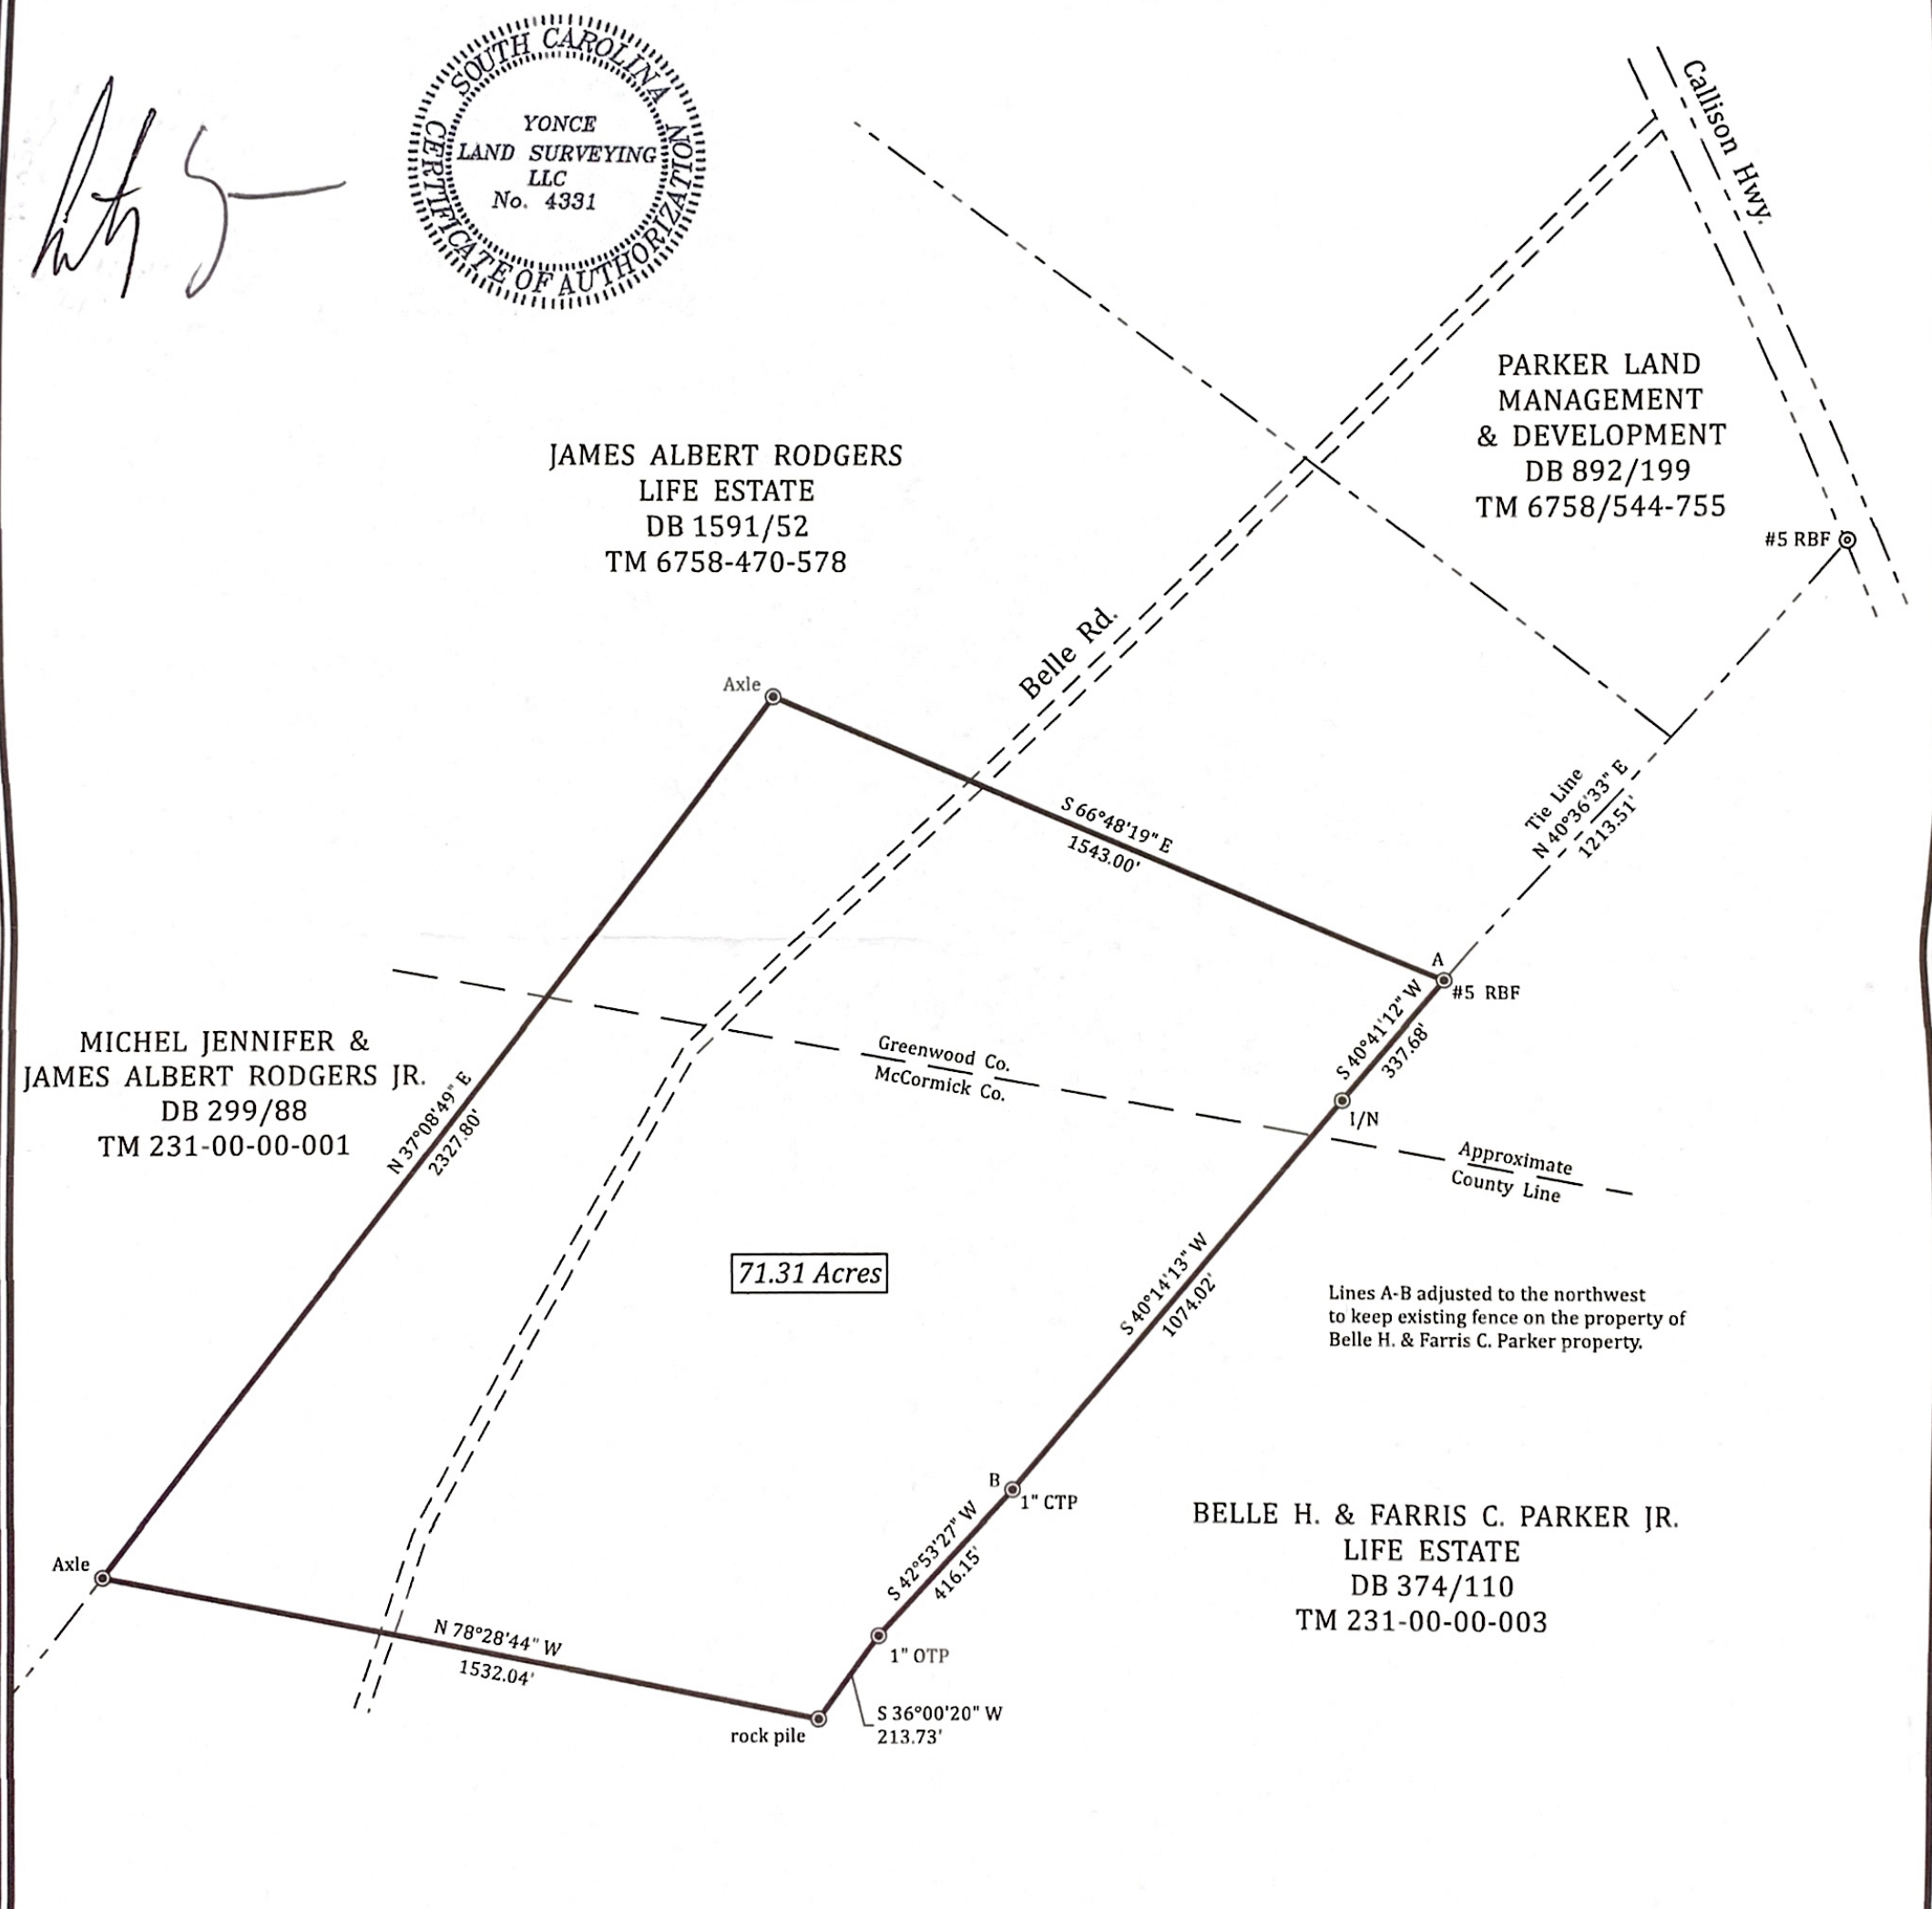 SOUTH CAROLINA
CERTIFICATE OF AUTHORIZATION
YONCE
LAND SURVEYING
LLC
No. 4331
Callison Hwy.
PARKER LAND
MANAGEMENT
& DEVELOPMENT
DB 892/199
TM 6758/544-755
#5 RBF
JAMES ALBERT RODGERS
LIFE ESTATE
DB 1591/52
TM 6758-470-578
Belle Rd.
Axle
S 66°48'19" E
1543.00'
Tie Line
N 40°36'33" E
1213.51'
A
#5 RBF
S 40°41'12" W
337.68'
I/N
MICHEL JENNIFER &
JAMES ALBERT RODGERS JR.
DB 299/88
TM 231-00-00-001
N 37°08'49" E
2327.80'
Greenwood Co.
McCormick Co.
Approximate
County Line
71.31 Acres
S 40°14'13" W
1074.02'
Lines A-B adjusted to the northwest
to keep existing fence on the property of
Belle H. & Farris C. Parker property.
B
1" CTP
S 42°53'27" W
416.15'
BELLE H. & FARRIS C. PARKER JR.
LIFE ESTATE
DB 374/110
TM 231-00-00-003
Axle
N 78°28'44" W
1532.04'
1" OTP
S 36°00'20" W
213.73'
rock pile